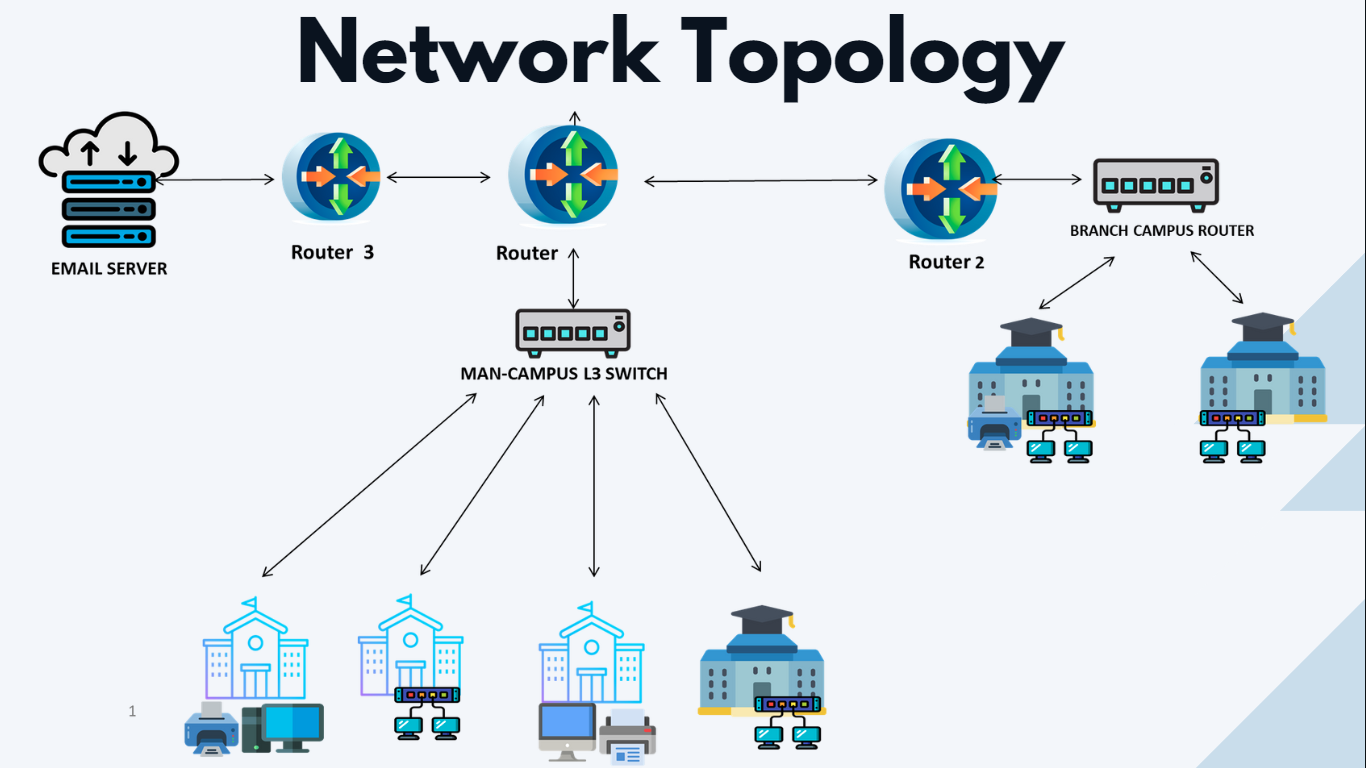 Network Topology
EMAIL SERVER
Router 3
Router
Router 2
BRANCH CAMPUS ROUTER
MAN-CAMPUS L3 SWITCH
1